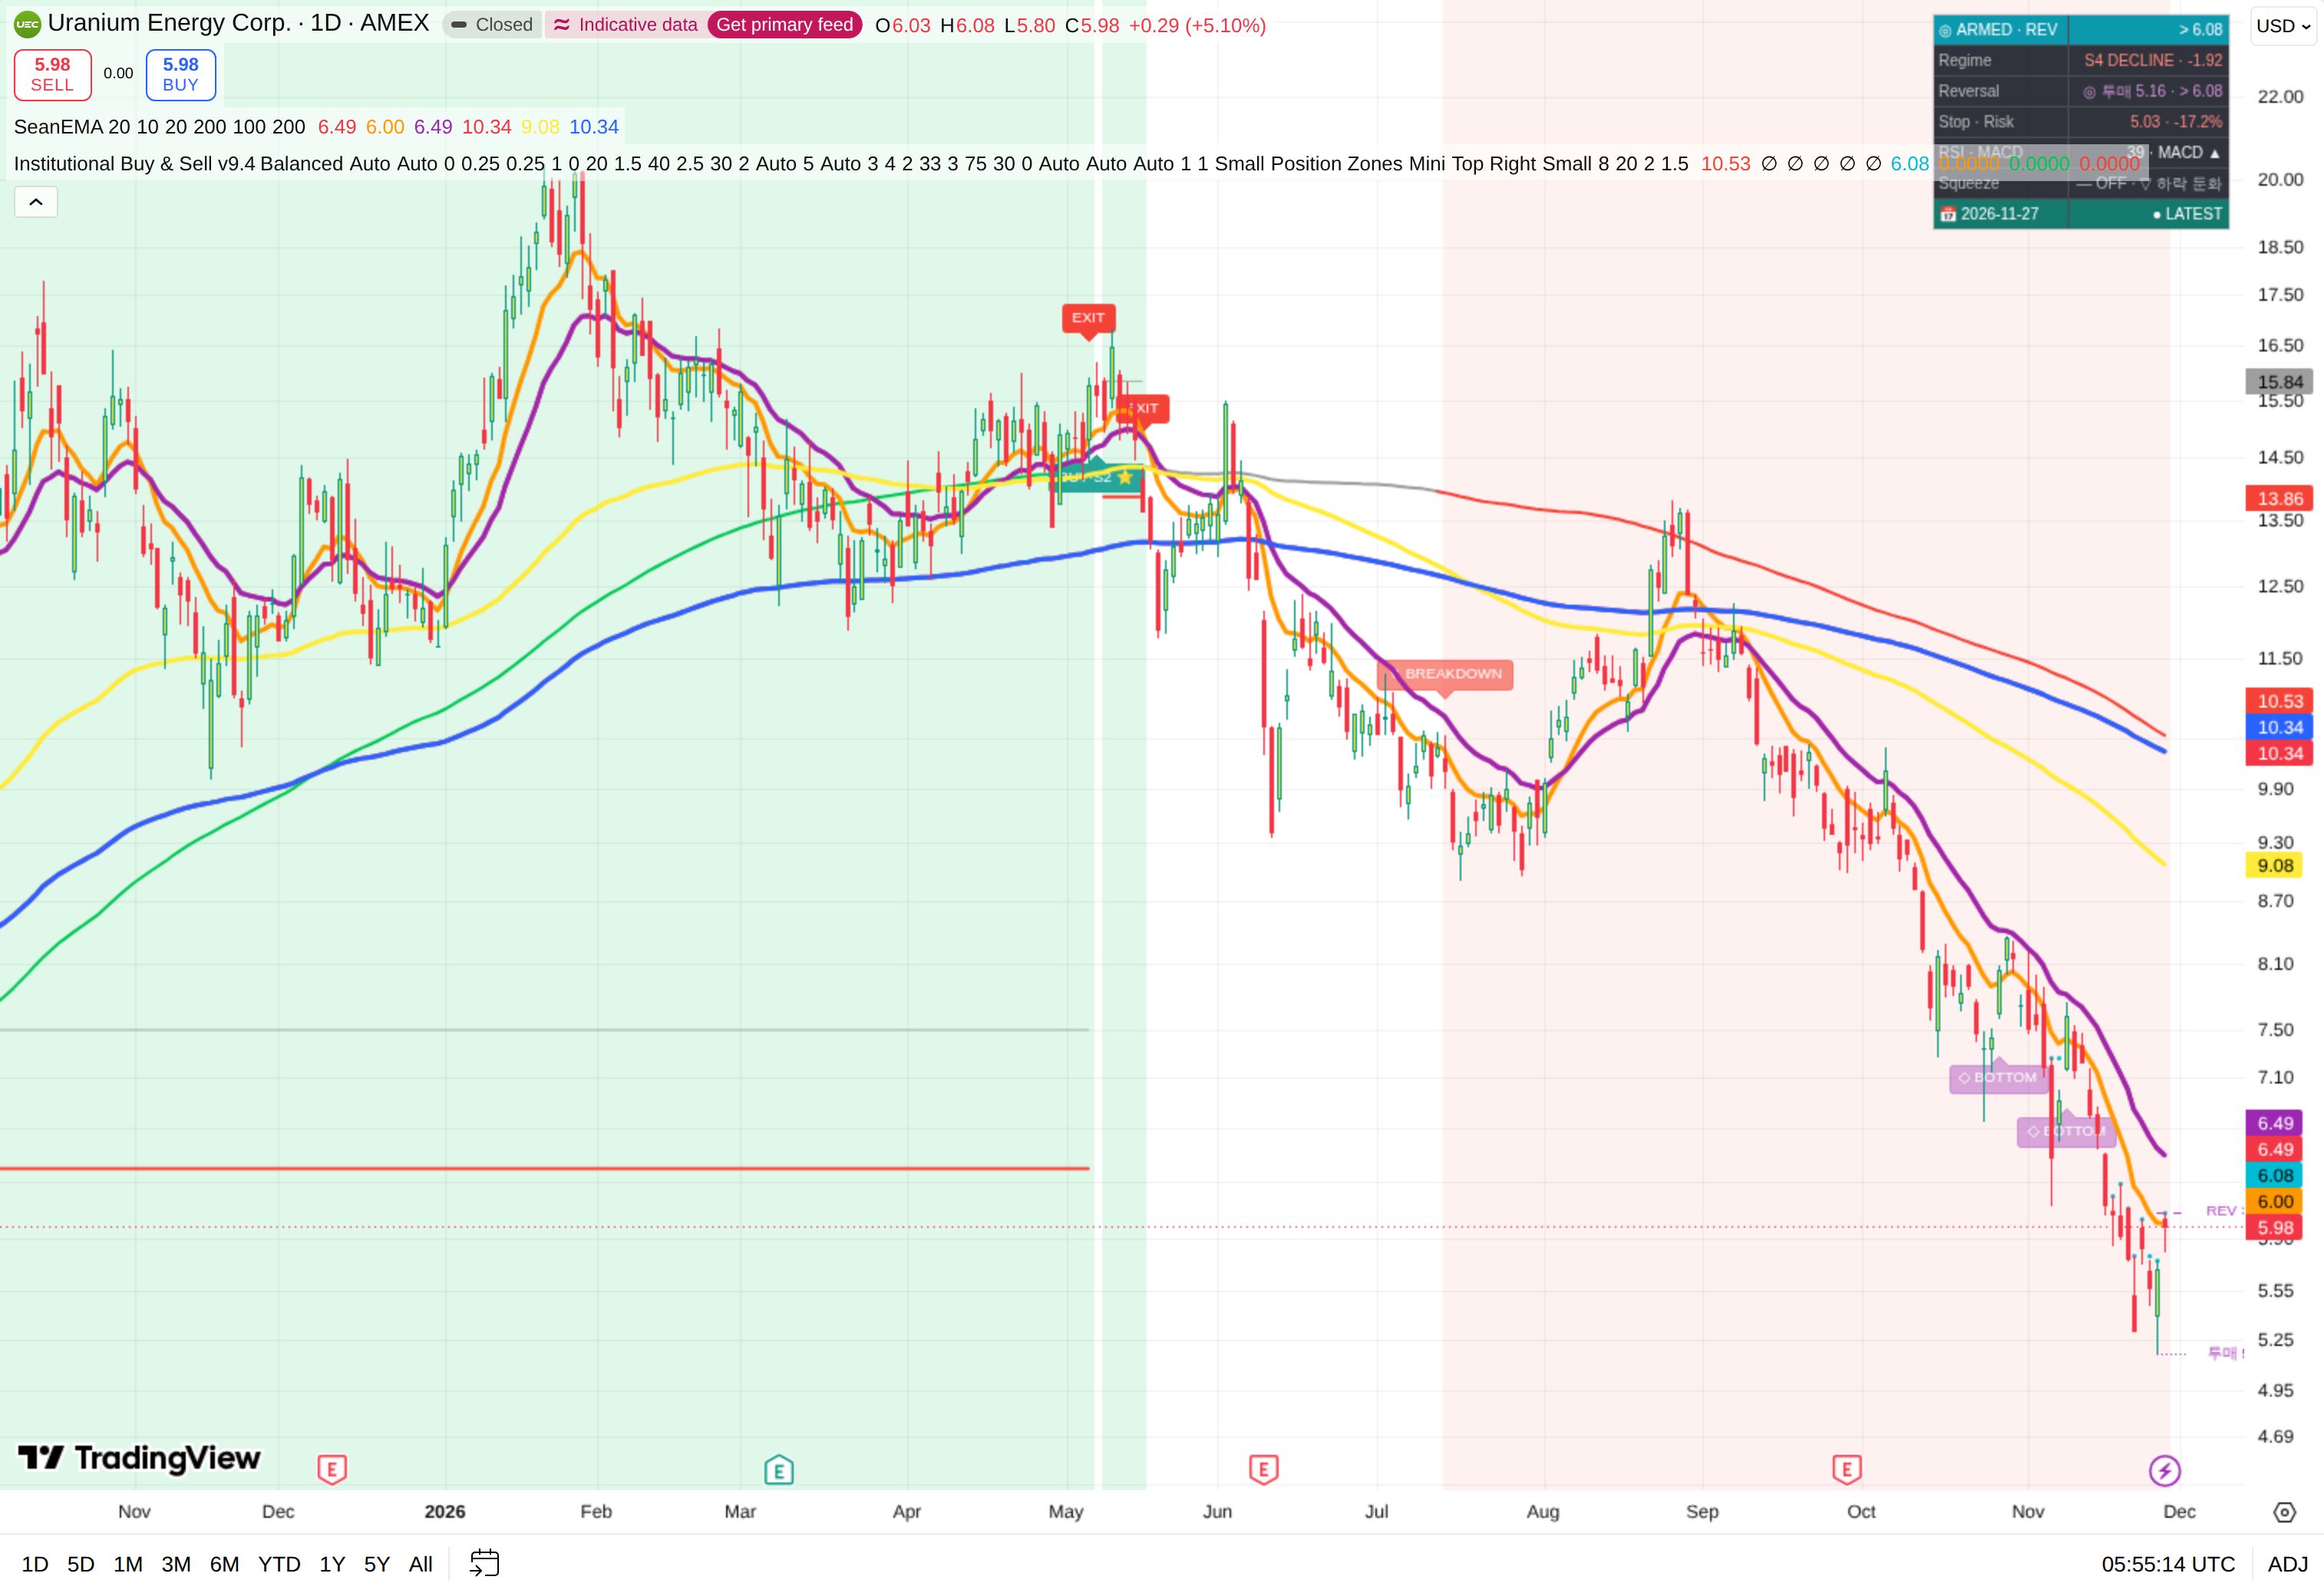 Uranium Energy Corp. · 1D · AMEX Closed Indicative data Get primary feed O6.03 H6.08 L5.80 C5.98 +0.29 (+5.10%)
5.98 SELL 0.00 5.98 BUY
SeanEMA 20 10 20 200 100 200 6.49 6.00 6.49 10.34 9.08 10.34
Institutional Buy & Sell v9.4 Balanced Auto Auto 0 0.25 0.25 1 0 20 1.5 40 2.5 30 2 Auto 5 Auto 3 4 2 33 3 75 30 0 Auto Auto Auto 1 1 Small Position Zones Mini Top Right Small 8 20 2 1.5 10.53 ∅ ∅ ∅ ∅ ∅ 6.08 0.0000 0.0000 0.0000
◎ ARMED · REV > 6.08
Regime S4 DECLINE · -1.92
Reversal ◎ 투매 5.16 · > 6.08
Stop · Risk 5.03 · -17.2%
RSI · MACD 39 · MACD ▲
Squeeze — OFF · ▽ 하락 둔화
2026-11-27 ● LATEST
USD
22.00
20.00
18.50
17.50
16.50
15.84
15.50
14.50
13.86
13.50
12.50
11.50
10.53
10.34
10.34
9.90
9.30
9.08
8.70
8.10
7.50
7.10
6.49
6.49
6.08
6.00
5.98
5.55
5.25
4.95
4.69
EXIT
EXIT
S2
BREAKDOWN
◇ BOTTOM
◇ BOTTOM
REV
투매
TradingView
E
E
E
E
Nov Dec 2026 Feb Mar Apr May Jun Jul Aug Sep Oct Nov Dec
1D 5D 1M 3M 6M YTD 1Y 5Y All 05:55:14 UTC ADJ